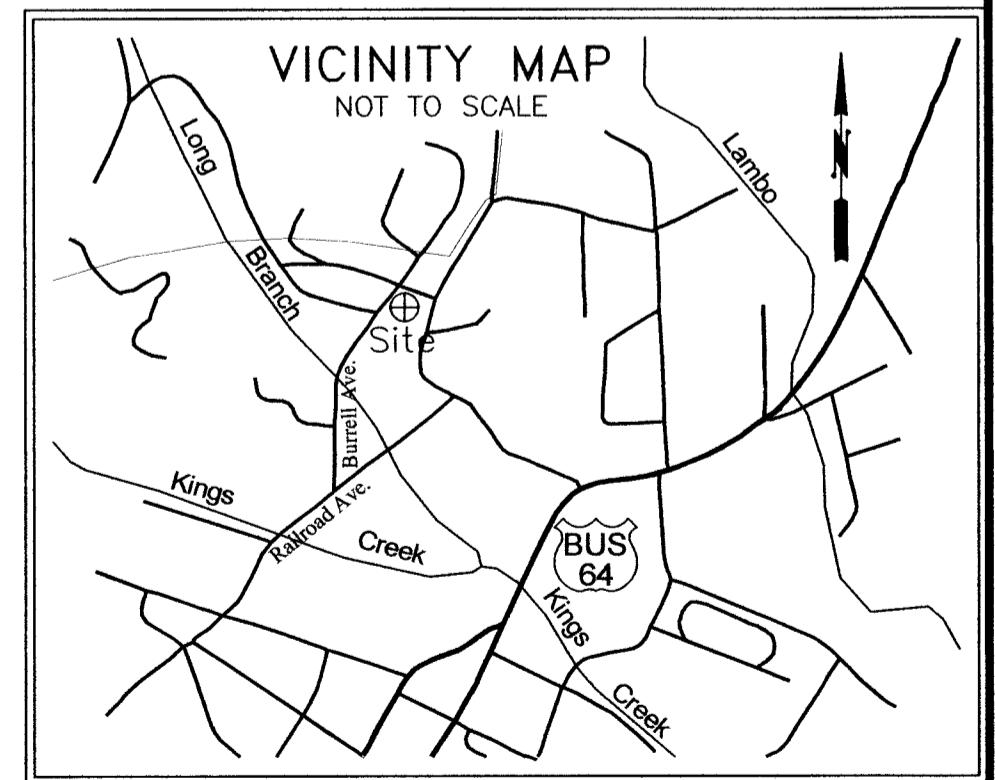 VICINITY MAP
NOT TO SCALE
N
Long
Branch
Lambo
Site
Burrell Ave.
Railroad Ave.
Kings
Creek
BUS
64
Kings
Creek